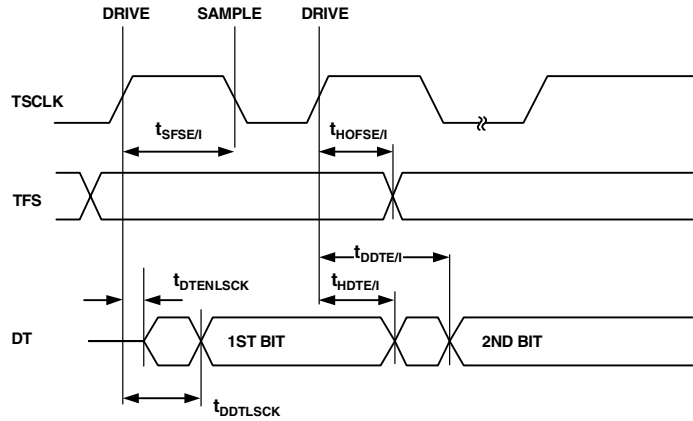 DRIVE SAMPLE DRIVE
TSCLK
tSFSE/I tHOFSE/I
TFS
tDDTE/I
tDTENLSCK tHDTE/I
DT 1ST BIT 2ND BIT
tDDTLSCK